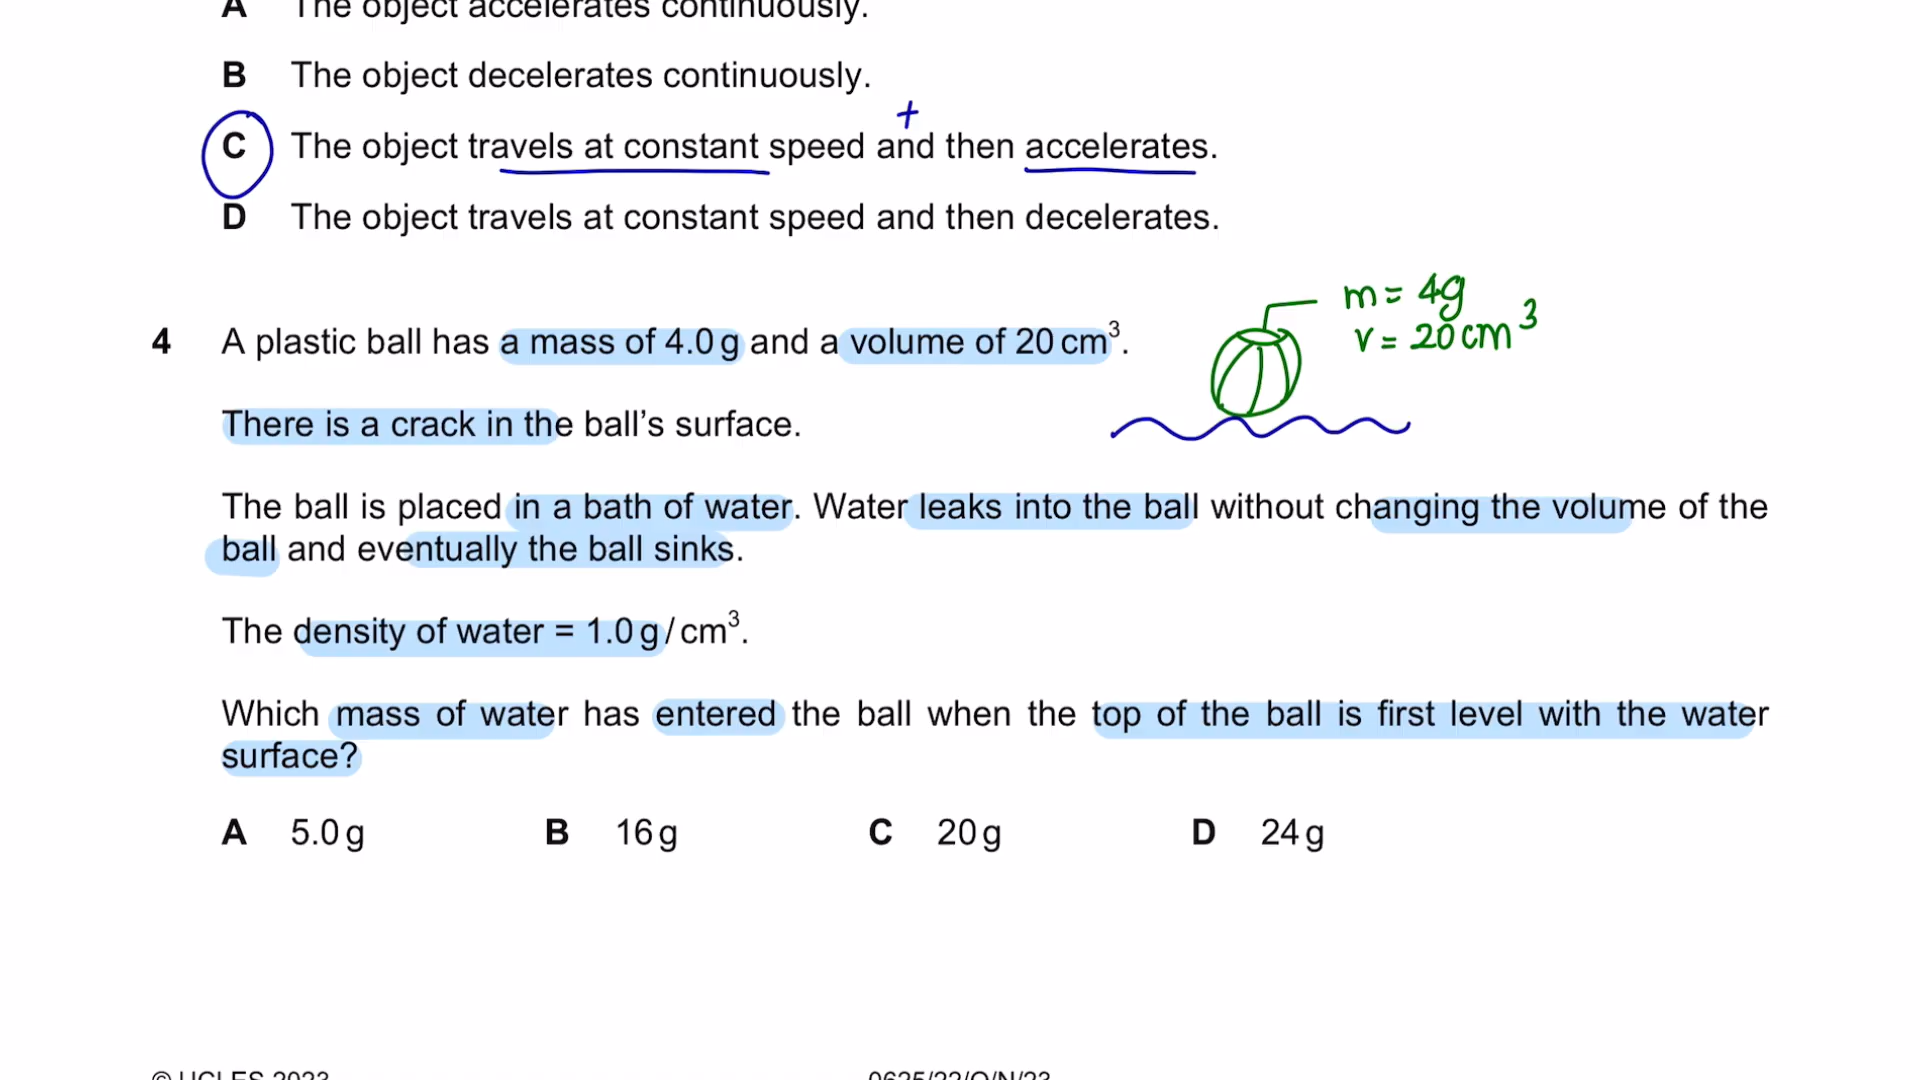 A The object accelerates continuously.
B The object decelerates continuously.
+
C The object travels at constant speed and then accelerates.
D The object travels at constant speed and then decelerates.
m = 4g
v = 20cm³
4 A plastic ball has a mass of 4.0 g and a volume of 20 cm³.
There is a crack in the ball’s surface.
The ball is placed in a bath of water. Water leaks into the ball without changing the volume of the
ball and eventually the ball sinks.
The density of water = 1.0 g / cm³.
Which mass of water has entered the ball when the top of the ball is first level with the water
surface?
A 5.0 g B 16 g C 20 g D 24 g
© UCLES 2023 0625/22/O/N/23